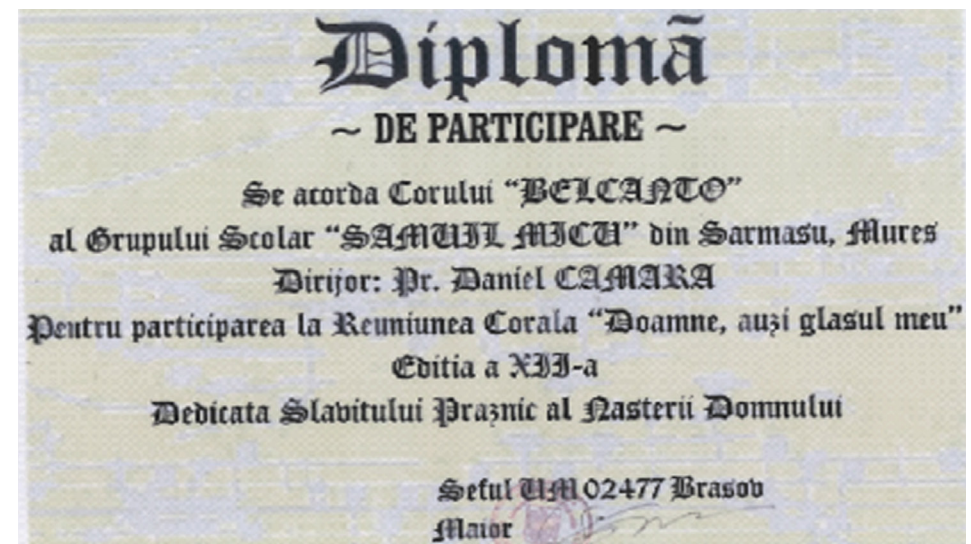 Diplomă
~ DE PARTICIPARE ~
Se acorda Corului “BELCANTO”
al Grupului Scolar “SAMUIL MICU” din Sarmasu, Mures
Dirijor: Pr. Daniel CAMARA
Pentru participarea la Reuniunea Corala “Doamne, auzi glasul meu”
Editia a XII-a
Dedicata Slavitului Praznic al Nasterii Domnului
Seful UM 02477 Brasov
Maior